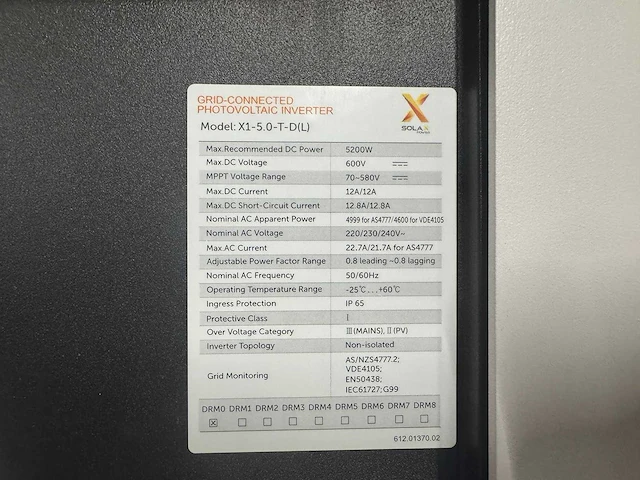 GRID-CONNECTED
PHOTOVOLTAIC INVERTER
Model: X1-5.0-T-D(L)
X
SOLAX
POWER
Max.Recommended DC Power 5200W
Max.DC Voltage 600V
MPPT Voltage Range 70~580V
Max.DC Current 12A/12A
Max.DC Short-Circuit Current 12.8A/12.8A
Nominal AC Apparent Power 4999 for AS4777/4600 for VDE4105
Nominal AC Voltage 220/230/240V~
Max.AC Current 22.7A/21.7A for AS4777
Adjustable Power Factor Range 0.8 leading ~0.8 lagging
Nominal AC Frequency 50/60Hz
Operating Temperature Range -25℃...+60℃
Ingress Protection IP 65
Protective Class I
Over Voltage Category III(MAINS), II(PV)
Inverter Topology Non-isolated
Grid Monitoring AS/NZS4777.2;
VDE4105;
EN50438;
IEC61727;G99
DRM0 DRM1 DRM2 DRM3 DRM4 DRM5 DRM6 DRM7 DRM8
☒ ☐ ☐ ☐ ☐ ☐ ☐ ☐ ☐
612.01370.02